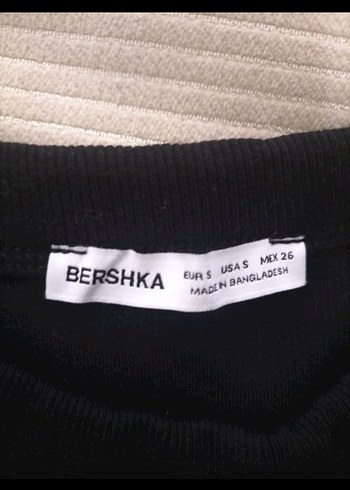 BERSHKA
EUR S USA S MEX 26
MADE IN BANGLADESH